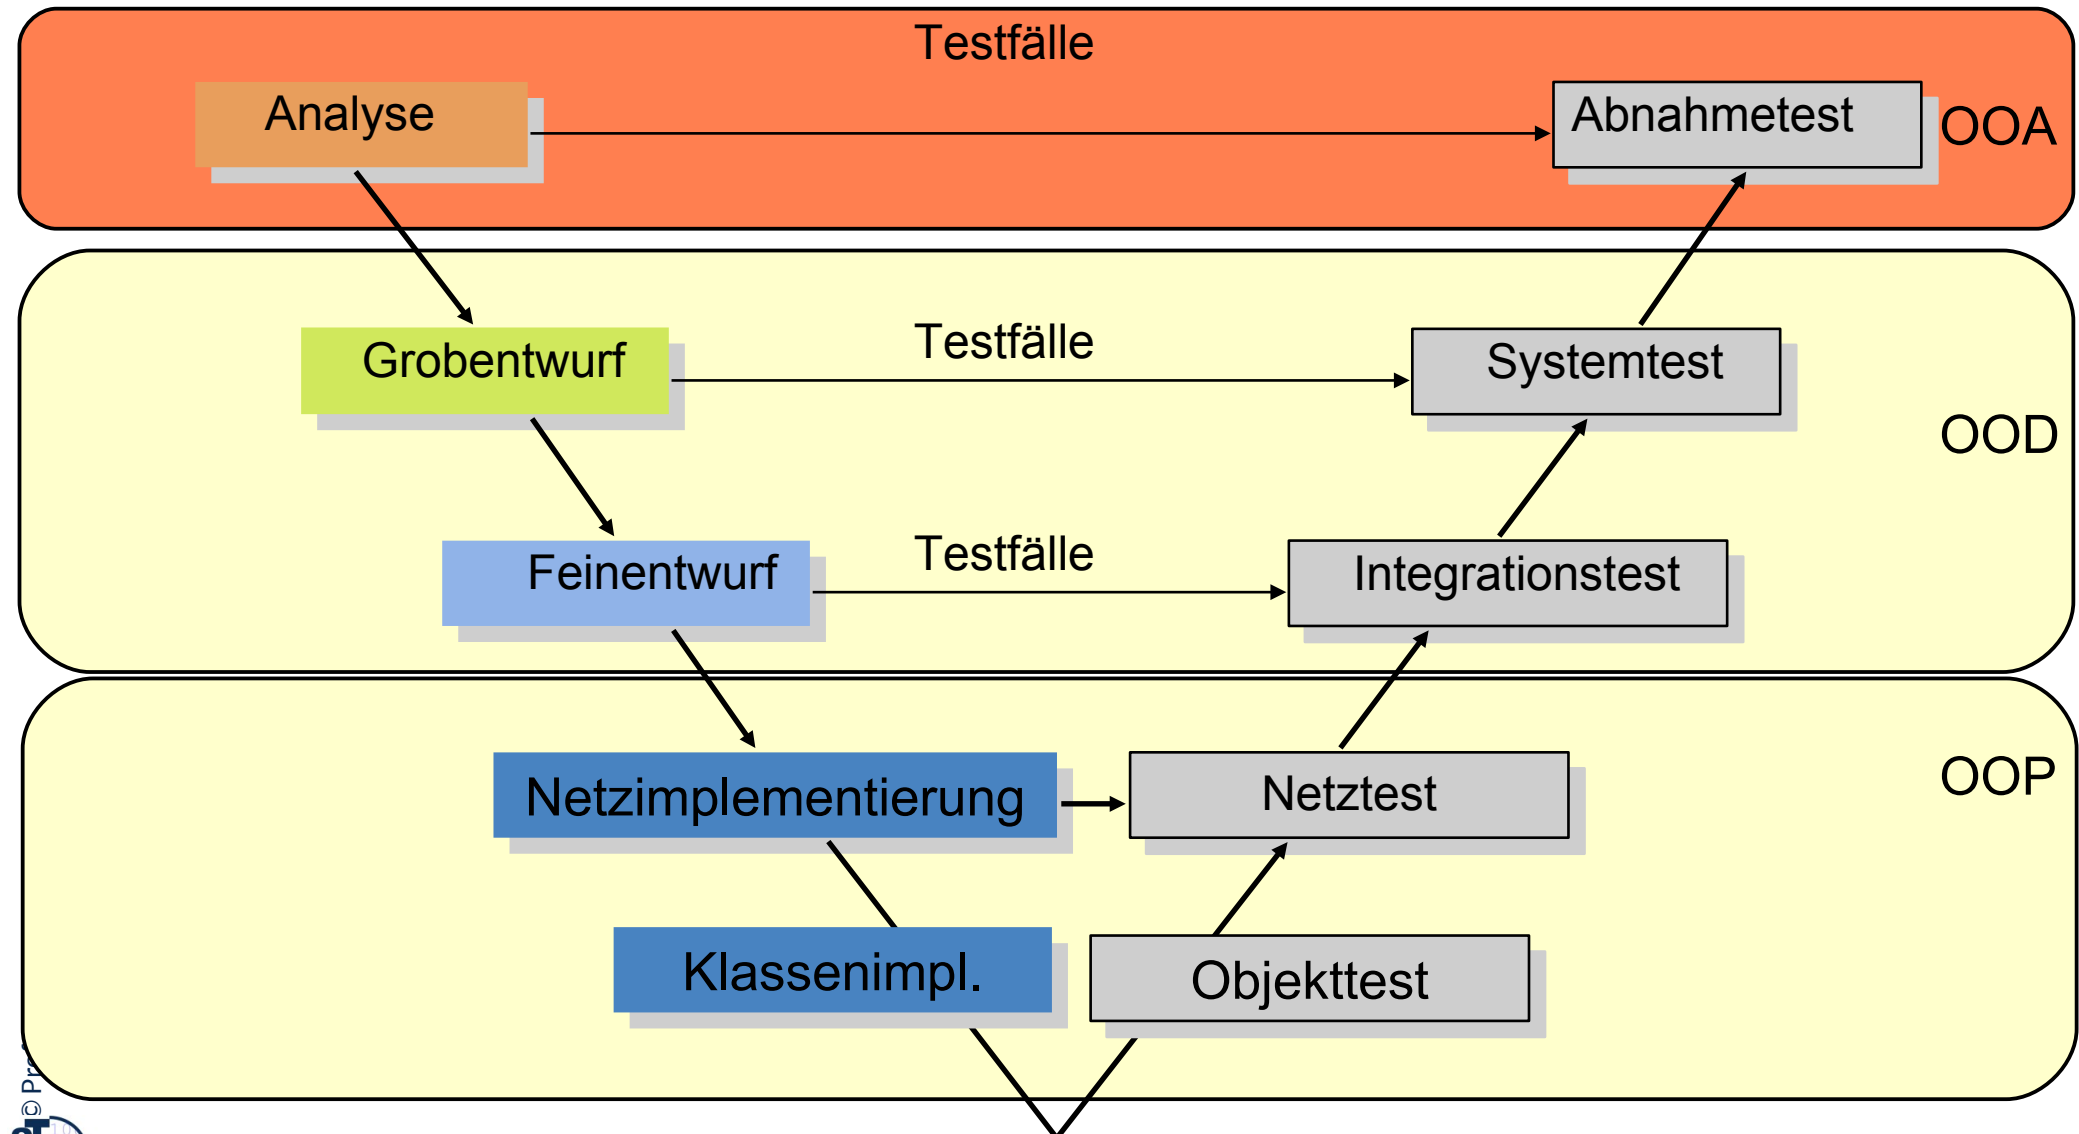 Testfälle
Analyse
Abnahmetest
OOA
Testfälle
Grobentwurf
Systemtest
OOD
Testfälle
Feinentwurf
Integrationstest
OOP
Netzimplementierung
Netztest
Klassenimpl.
Objekttest
©